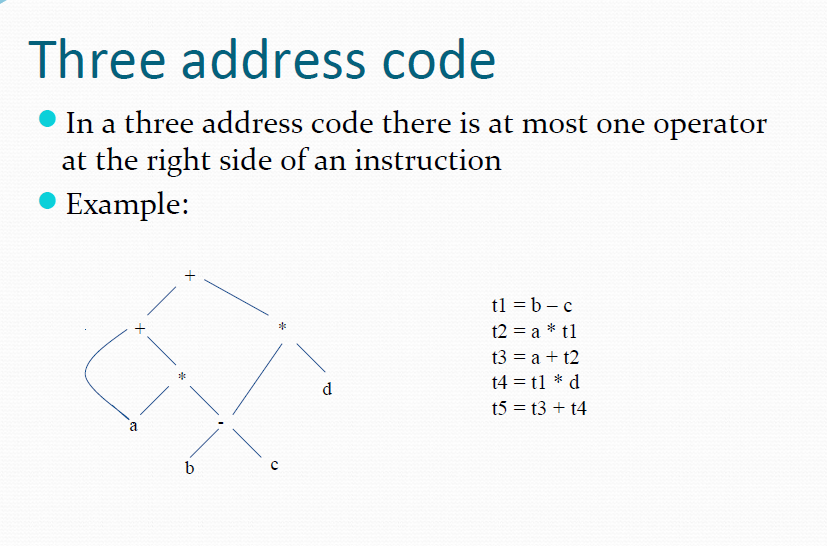 Three address code
In a three address code there is at most one operator
at the right side of an instruction
Example:
+
+
*
*
d
a
-
b
c
t1 = b – c
t2 = a * t1
t3 = a + t2
t4 = t1 * d
t5 = t3 + t4